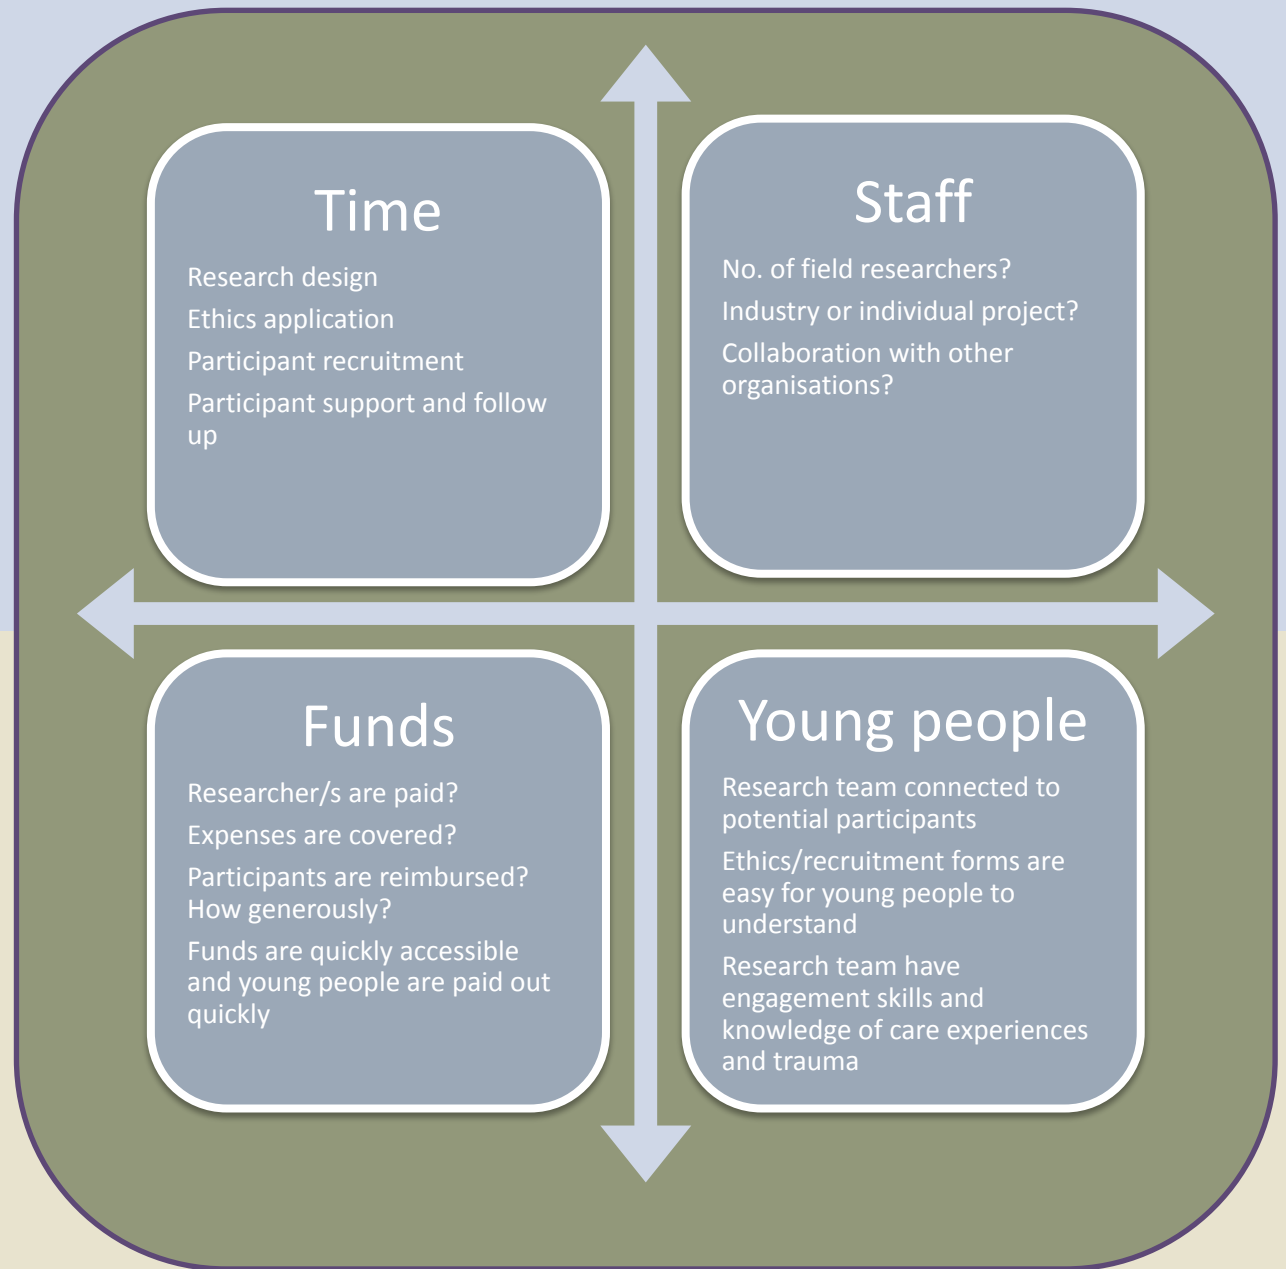 Time
Research design
Ethics application
Participant recruitment
Participant support and follow
up
Staff
No. of field researchers?
Industry or individual project?
Collaboration with other
organisations?
Funds
Researcher/s are paid?
Expenses are covered?
Participants are reimbursed?
How generously?
Funds are quickly accessible
and young people are paid out
quickly
Young people
Research team connected to
potential participants
Ethics/recruitment forms are
easy for young people to
understand
Research team have
engagement skills and
knowledge of care experiences
and trauma